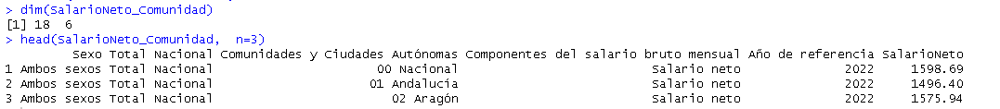 > dim(SalarioNeto_Comunidad)
[1] 18  6
> head(SalarioNeto_Comunidad,  n=3)
         Sexo Total Nacional Comunidades y Ciudades Autónomas Componentes del salario bruto mensual Año de referencia SalarioNeto
1 Ambos sexos Total Nacional                      00 Nacional                          Salario neto              2022     1598.69
2 Ambos sexos Total Nacional                     01 Andalucía                          Salario neto              2022     1496.40
3 Ambos sexos Total Nacional                        02 Aragón                          Salario neto              2022     1575.94